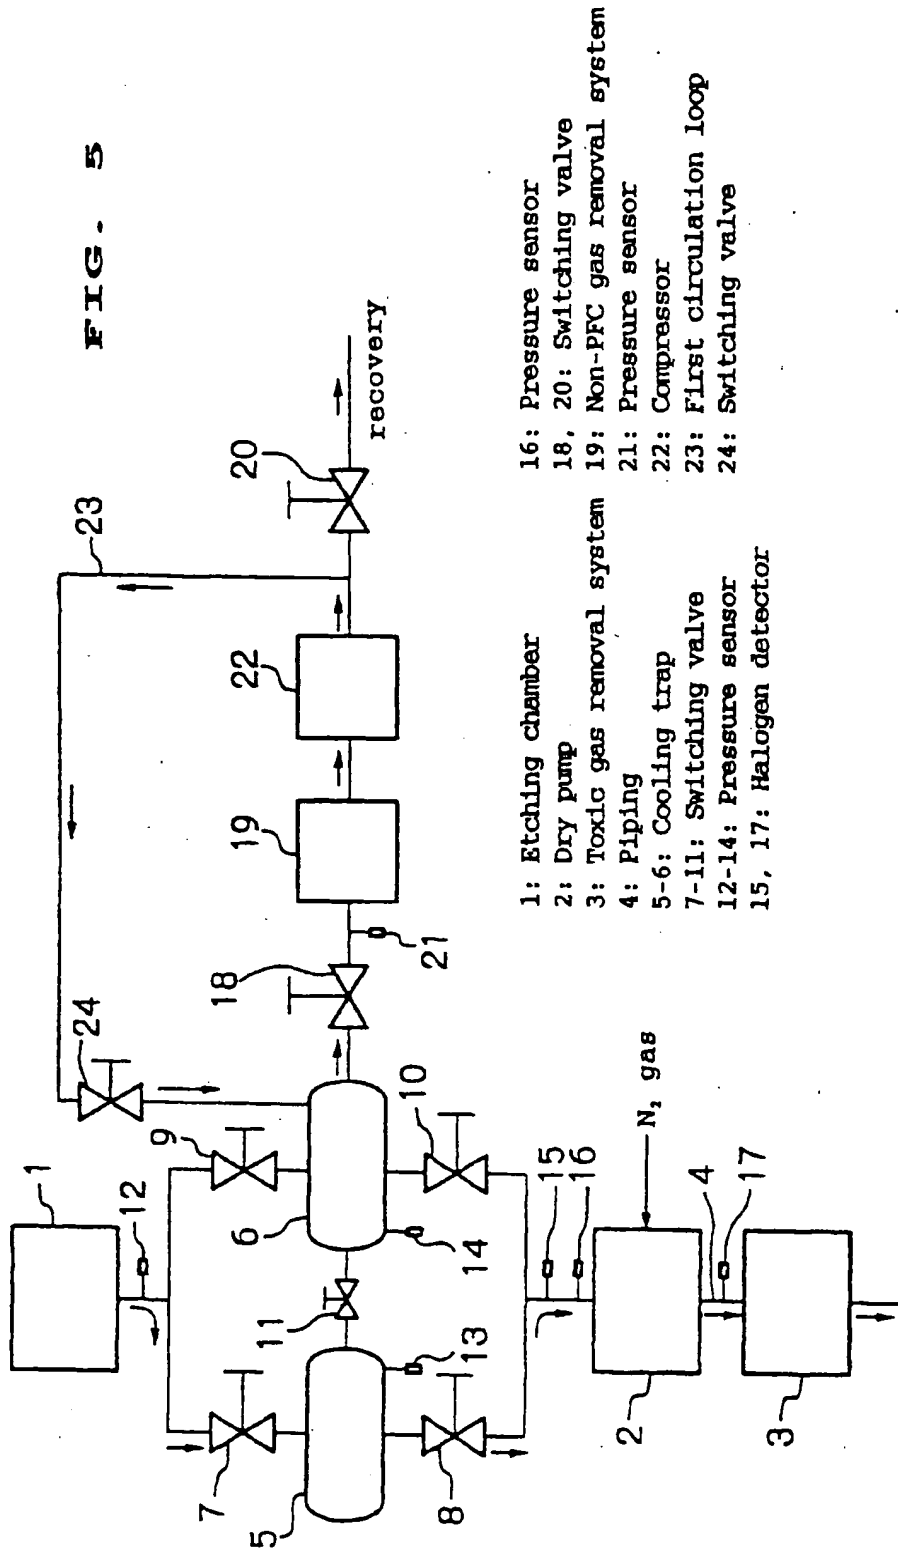 FIG. 5
1
12
9
24
23
20
recovery
7
5
11
6
10
18
19
22
21
13
14
8
15
16
N₂ gas
2
4
17
3
1: Etching chamber
2: Dry pump
3: Toxic gas removal system
4: Piping
5-6: Cooling trap
7-11: Switching valve
12-14: Pressure sensor
15, 17: Halogen detector
16: Pressure sensor
18, 20: Switching valve
19: Non-PFC gas removal system
21: Pressure sensor
22: Compressor
23: First circulation loop
24: Switching valve